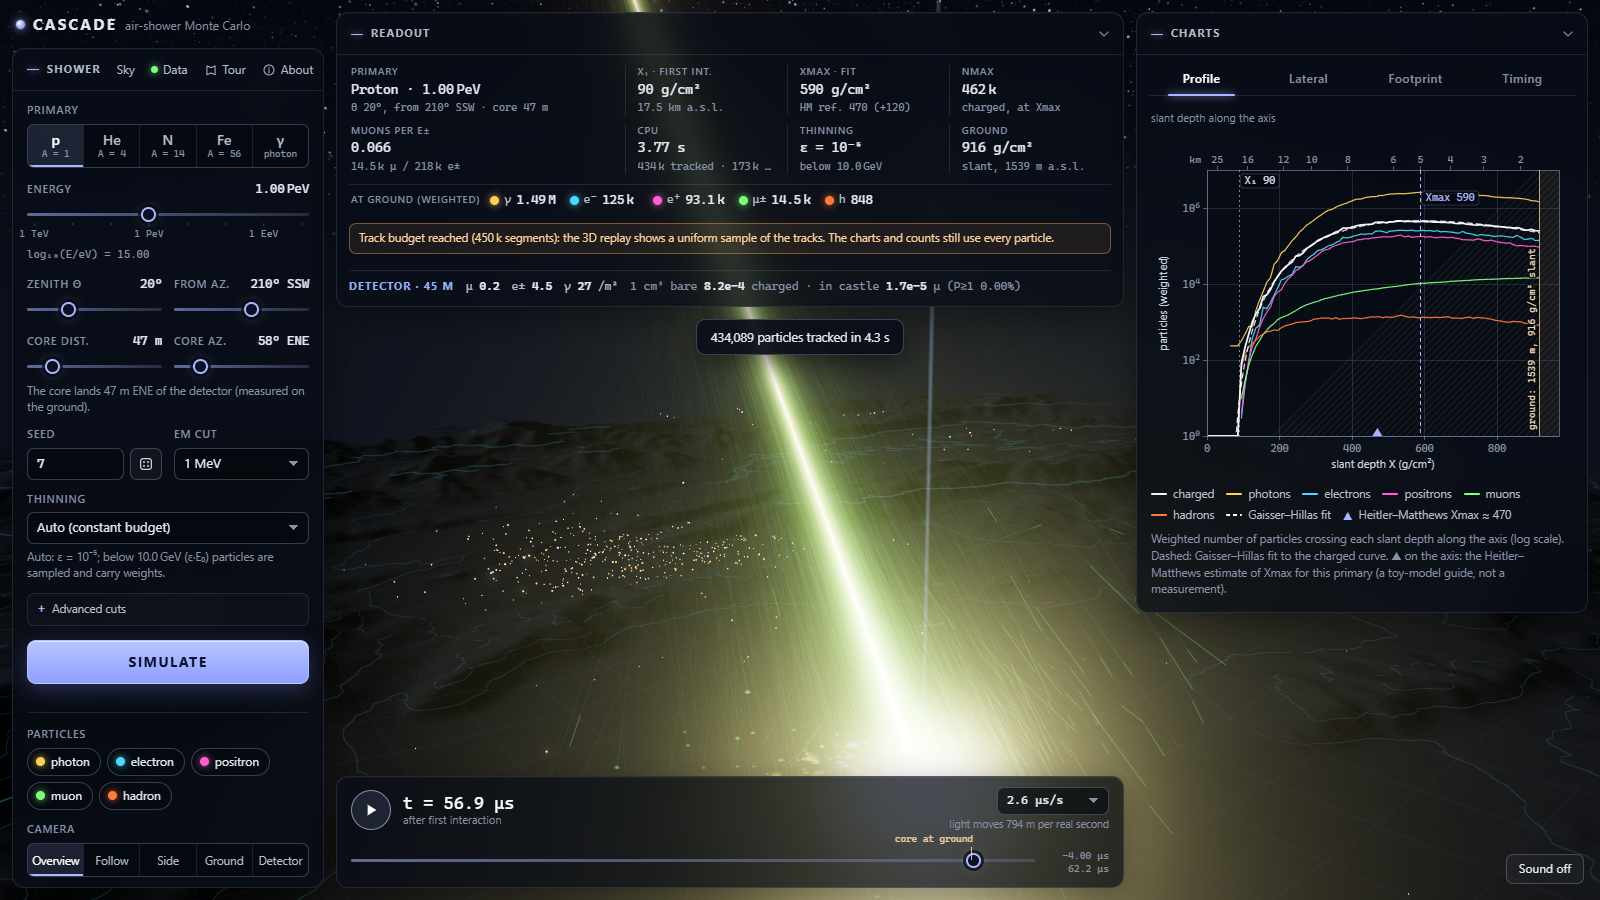 CASCADE air-shower Monte Carlo
SHOWER Sky Data Tour About
PRIMARY
p He N Fe γ
A = 1 A = 4 A = 14 A = 56 photon
ENERGY 1.00 PeV
1 TeV 1 PeV 1 EeV
log₁₀(E/eV) = 15.00
ZENITH Θ 20° FROM AZ. 210° SSW
CORE DIST. 47 m CORE AZ. 58° ENE
The core lands 47 m ENE of the detector (measured on
the ground).
SEED EM CUT
7 1 MeV
THINNING
Auto (constant budget)
Auto: ε = 10⁻⁵; below 10.0 GeV (ε·E₀) particles are
sampled and carry weights.
+ Advanced cuts
SIMULATE
PARTICLES
photon electron positron
muon hadron
CAMERA
Overview Follow Side Ground Detector
READOUT
PRIMARY X₁ · FIRST INT. XMAX · FIT NMAX
Proton · 1.00 PeV 90 g/cm² 590 g/cm² 462 k
θ 20°, from 210° SSW · core 47 m 17.5 km a.s.l. HM ref. 470 (+120) charged, at Xmax
MUONS PER E± CPU THINNING GROUND
0.066 3.77 s ε = 10⁻⁵ 916 g/cm²
14.5 k μ / 218 k e± 434 k tracked · 173 k … below 10.0 GeV slant, 1539 m a.s.l.
AT GROUND (WEIGHTED) γ 1.49 M e⁻ 125 k e⁺ 93.1 k μ± 14.5 k h 848
Track budget reached (450 k segments): the 3D replay shows a uniform sample of the tracks. The charts and counts still use every particle.
DETECTOR · 45 M μ 0.2 e± 4.5 γ 27 /m² 1 cm² bare 8.2e-4 charged · in castle 1.7e-5 μ (P≥1 0.00%)
434,089 particles tracked in 4.3 s
t = 56.9 μs
after first interaction
2.6 μs/s
light moves 794 m per real second
core at ground
−4.00 μs
62.2 μs
CHARTS
Profile Lateral Footprint Timing
slant depth along the axis
km 25 16 12 10 8 6 5 4 3 2
X₁ 90
Xmax 590
10⁶
10⁴
10²
10⁰
particles (weighted)
ground: 1539 m, 916 g/cm² slant
0 200 400 600 800
slant depth X (g/cm²)
charged photons electrons positrons muons
hadrons Gaisser–Hillas fit Heitler–Matthews Xmax ≈ 470
Weighted number of particles crossing each slant depth along the axis (log scale).
Dashed: Gaisser–Hillas fit to the charged curve. ▲ on the axis: the Heitler–
Matthews estimate of Xmax for this primary (a toy-model guide, not a
measurement).
Sound off